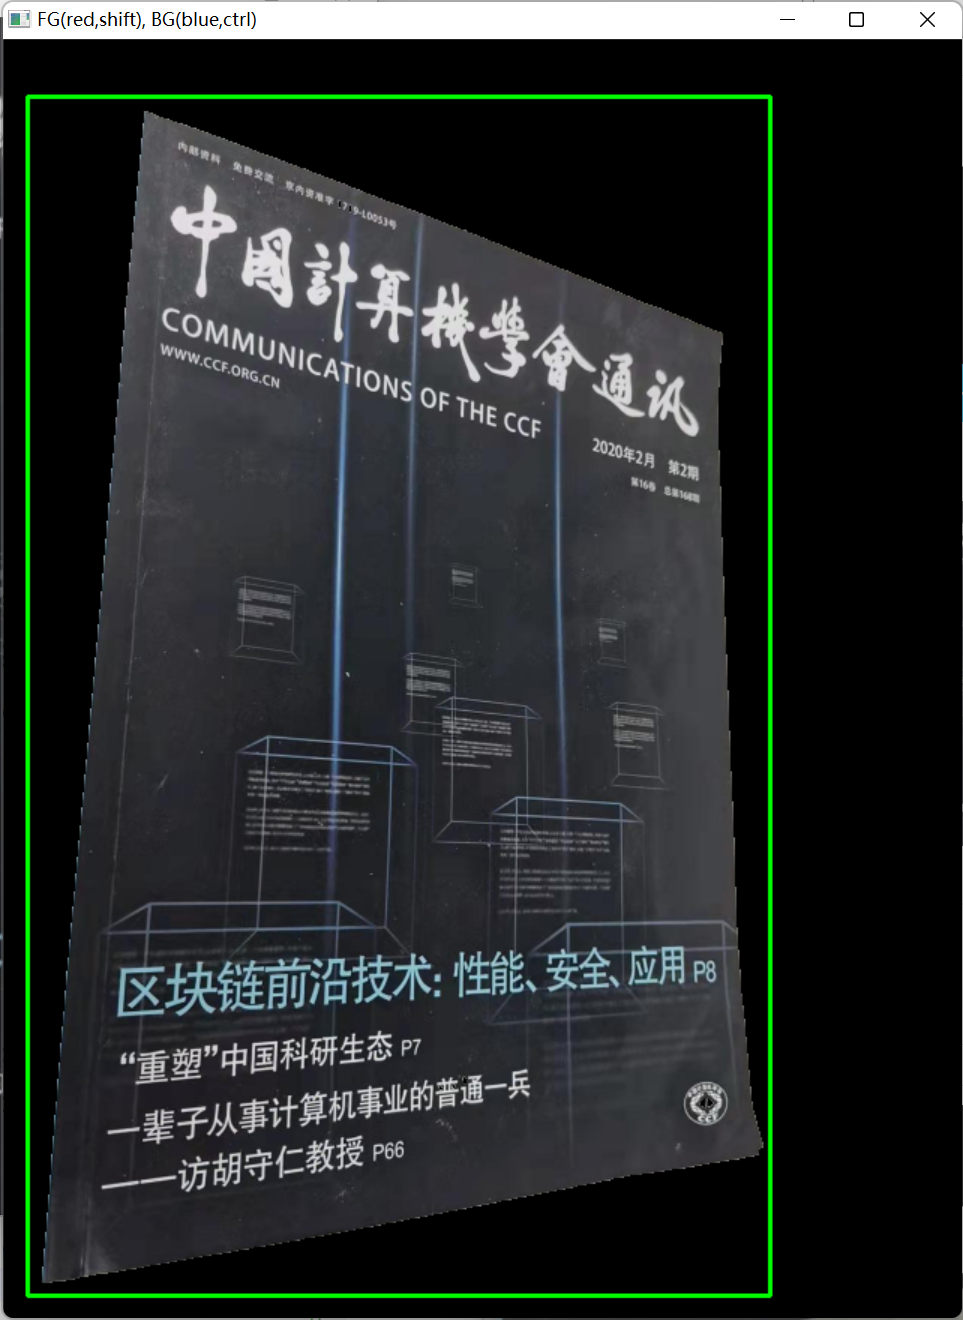 FG(red,shift), BG(blue,ctrl)
内部资料 免费交流 京内资准字 719-L0053号
中國計算機學會通讯
COMMUNICATIONS OF THE CCF
WWW.CCF.ORG.CN
2020年2月 第2期
第16卷 总第168期
区块链前沿技术：性能、安全、应用 P8
“重塑”中国科研生态 P7
一辈子从事计算机事业的普通一兵
——访胡守仁教授 P66
CCF